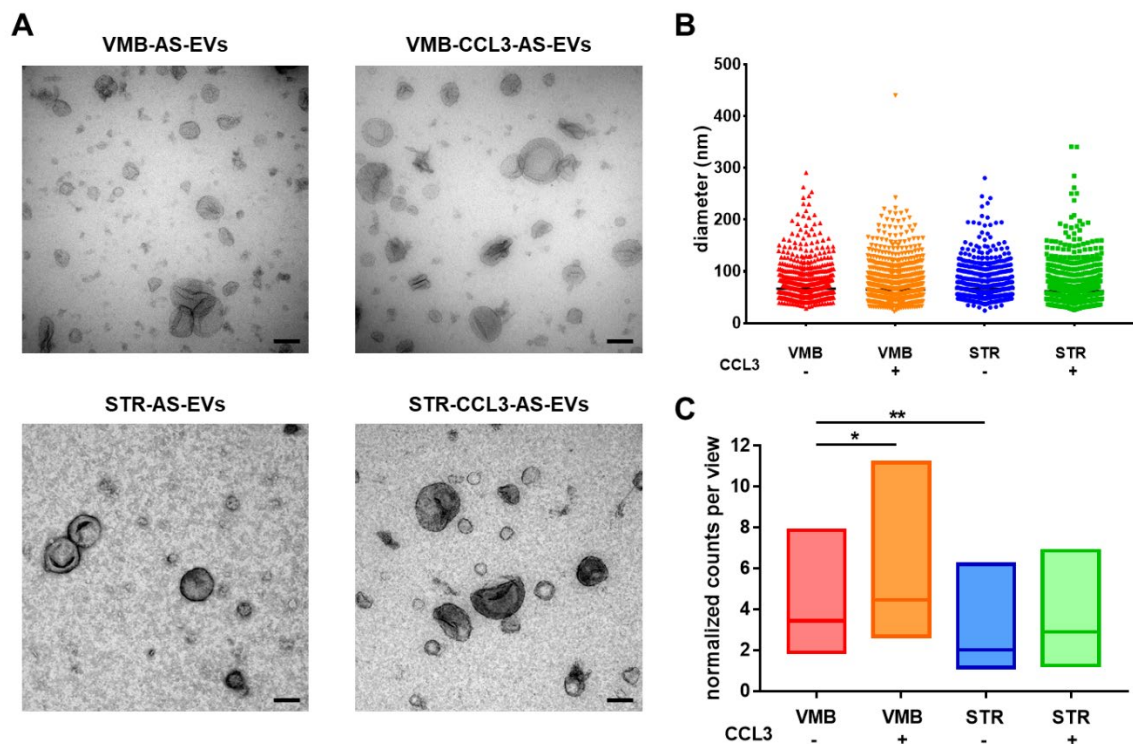 A
VMB-AS-EVs
VMB-CCL3-AS-EVs
STR-AS-EVs
STR-CCL3-AS-EVs
B
diameter (nm)
500
400
300
200
100
0
VMB VMB STR STR
CCL3 - + - +
C
normalized counts per view
**
*
12
10
8
6
4
2
0
VMB VMB STR STR
CCL3 - + - +